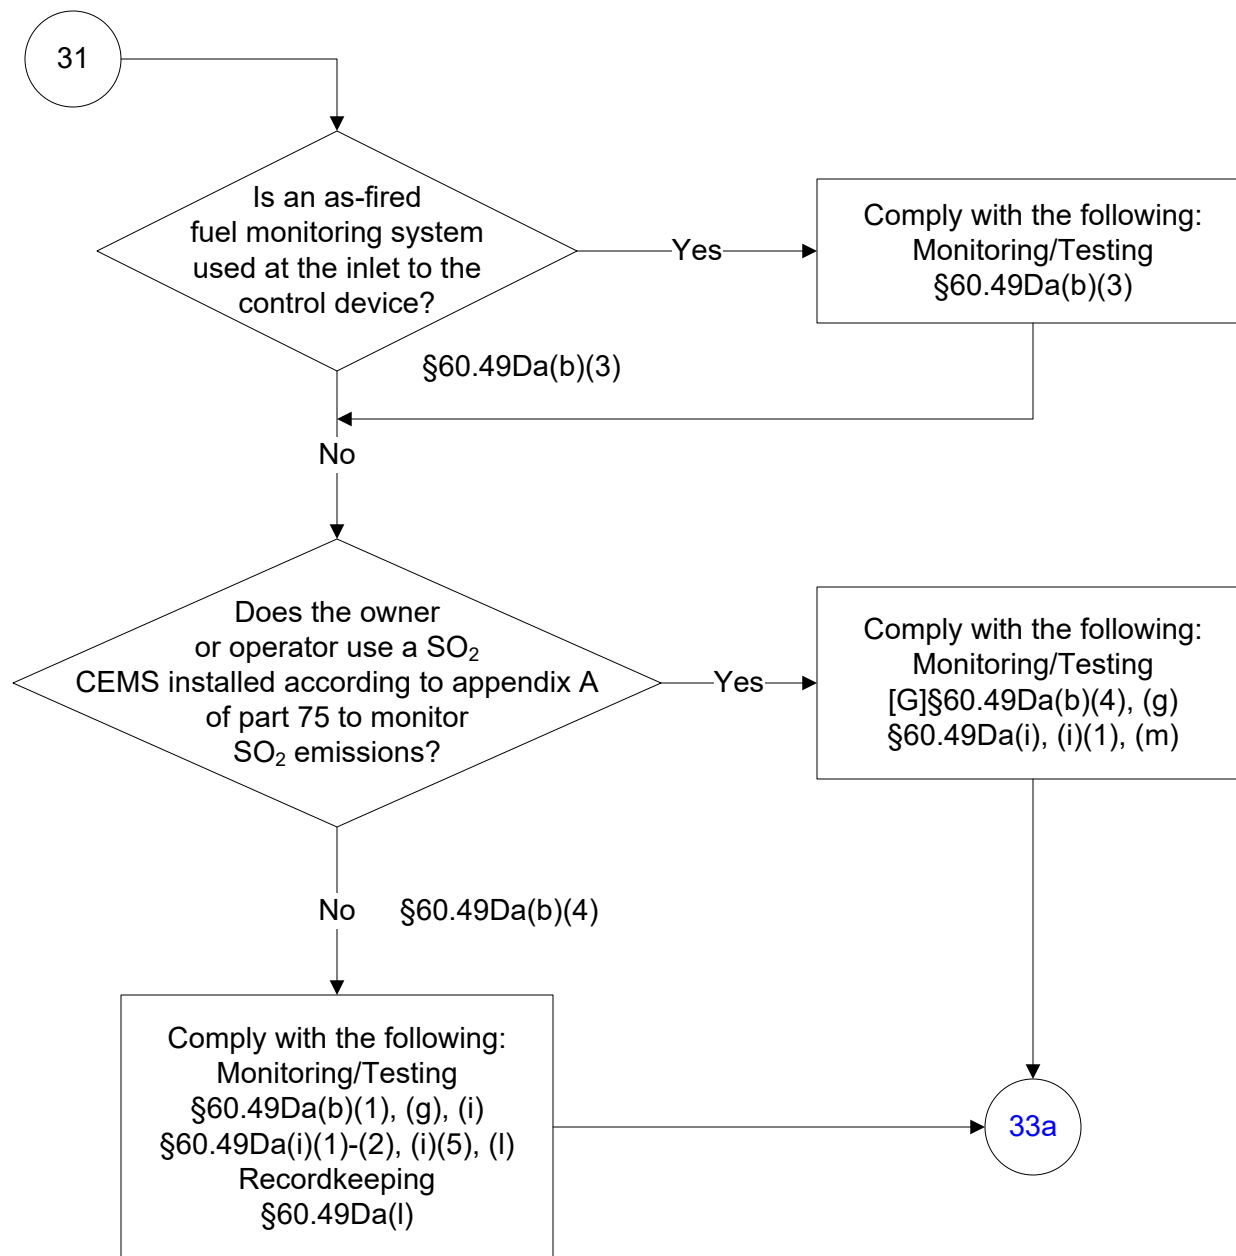 31
Is an as-fired
fuel monitoring system
used at the inlet to the
control device?
Yes
Comply with the following:
Monitoring/Testing
§60.49Da(b)(3)
§60.49Da(b)(3)
No
Does the owner
or operator use a SO₂
CEMS installed according to appendix A
of part 75 to monitor
SO₂ emissions?
Yes
Comply with the following:
Monitoring/Testing
[G]§60.49Da(b)(4), (g)
§60.49Da(i), (i)(1), (m)
No
§60.49Da(b)(4)
Comply with the following:
Monitoring/Testing
§60.49Da(b)(1), (g), (i)
§60.49Da(i)(1)-(2), (i)(5), (l)
Recordkeeping
§60.49Da(l)
33a